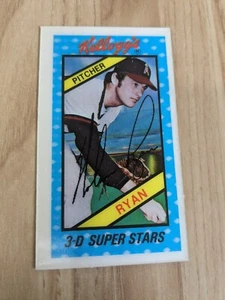 Kellogg's
PITCHER
RYAN
3-D SUPER STARS